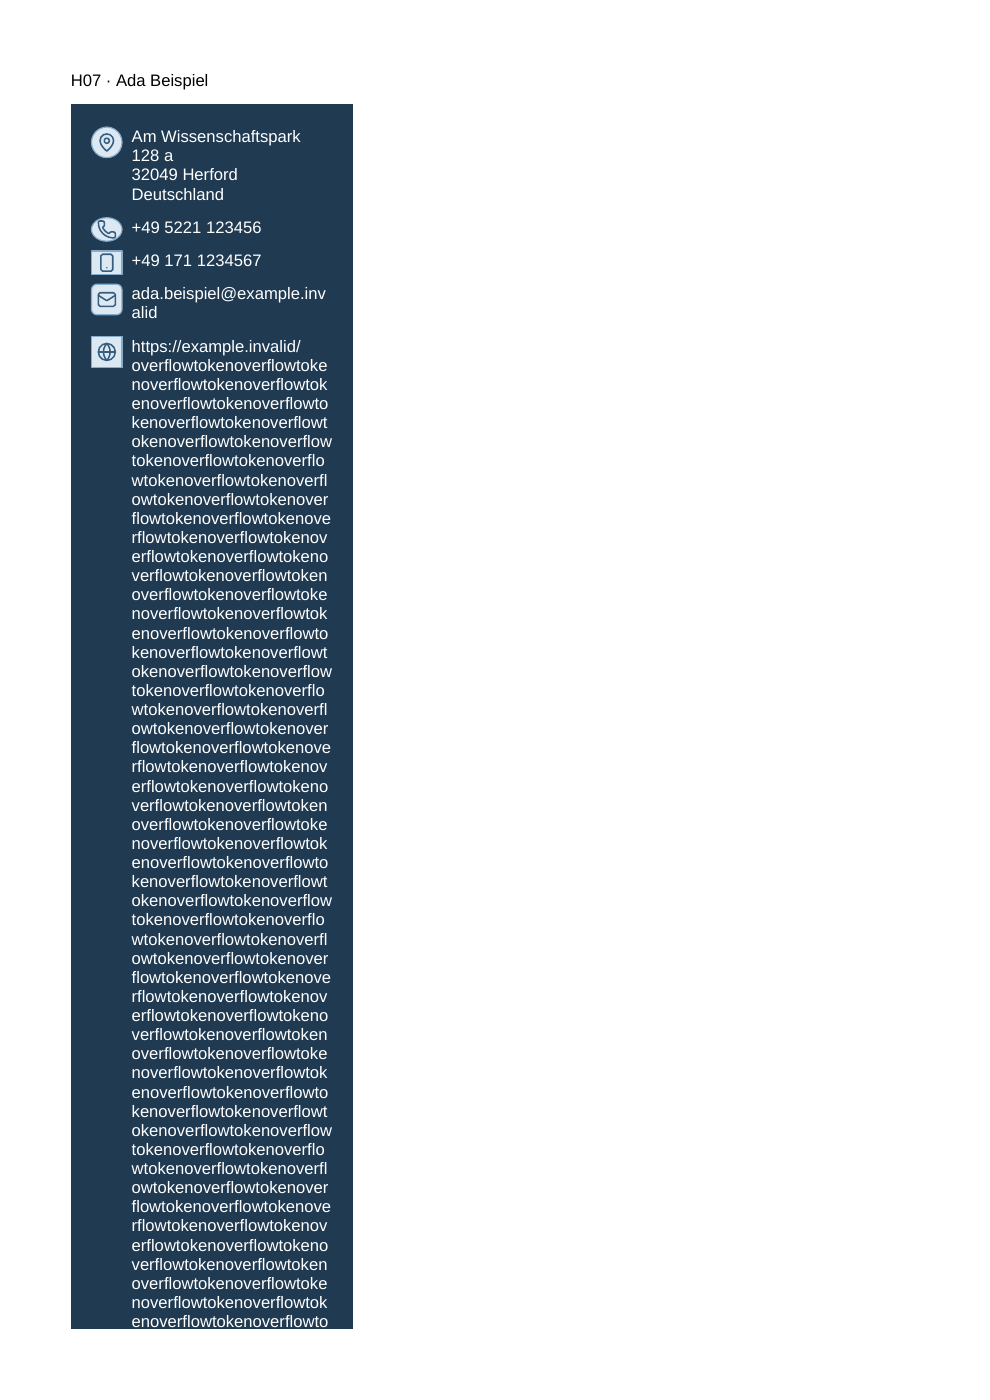 H07 · Ada Beispiel
Am Wissenschaftspark
128 a
32049 Herford
Deutschland
+49 5221 123456
+49 171 1234567
ada.beispiel@example.inv
alid
https://example.invalid/
overflowtokenoverflowtoke
noverflowtokenoverflowtok
enoverflowtokenoverflowto
kenoverflowtokenoverflowt
okenoverflowtokenoverflow
tokenoverflowtokenoverflo
wtokenoverflowtokenoverfl
owtokenoverflowtokenover
flowtokenoverflowtokenove
rflowtokenoverflowtokenov
erflowtokenoverflowtokeno
verflowtokenoverflowtoken
overflowtokenoverflowtoke
noverflowtokenoverflowtok
enoverflowtokenoverflowto
kenoverflowtokenoverflowt
okenoverflowtokenoverflow
tokenoverflowtokenoverflo
wtokenoverflowtokenoverfl
owtokenoverflowtokenover
flowtokenoverflowtokenove
rflowtokenoverflowtokenov
erflowtokenoverflowtokeno
verflowtokenoverflowtoken
overflowtokenoverflowtoke
noverflowtokenoverflowtok
enoverflowtokenoverflowto
kenoverflowtokenoverflowt
okenoverflowtokenoverflow
tokenoverflowtokenoverflo
wtokenoverflowtokenoverfl
owtokenoverflowtokenover
flowtokenoverflowtokenove
rflowtokenoverflowtokenov
erflowtokenoverflowtokeno
verflowtokenoverflowtoken
overflowtokenoverflowtoke
noverflowtokenoverflowtok
enoverflowtokenoverflowto
kenoverflowtokenoverflowt
okenoverflowtokenoverflow
tokenoverflowtokenoverflo
wtokenoverflowtokenoverfl
owtokenoverflowtokenover
flowtokenoverflowtokenove
rflowtokenoverflowtokenov
erflowtokenoverflowtokeno
verflowtokenoverflowtoken
overflowtokenoverflowtoke
noverflowtokenoverflowtok
enoverflowtokenoverflowto